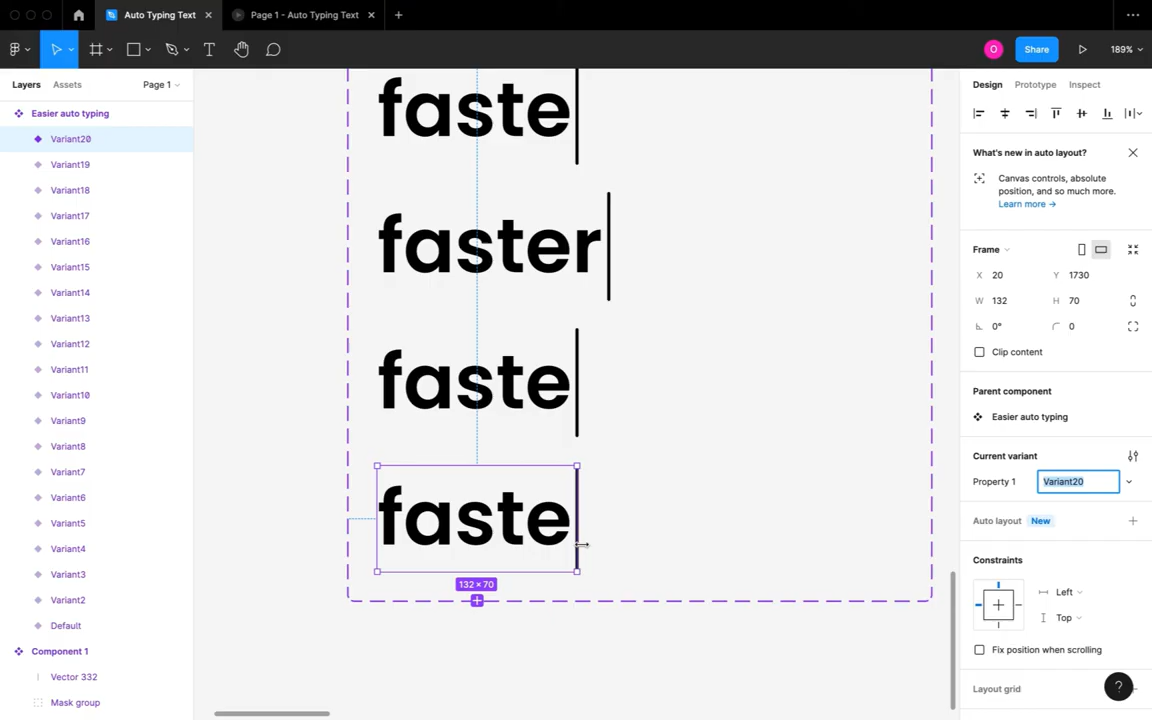 Auto Typing Text
Page 1 - Auto Typing Text
O
Share
189%
Layers
Assets
Page 1
Easier auto typing
Variant20
Variant19
Variant18
Variant17
Variant16
Variant15
Variant14
Variant13
Variant12
Variant11
Variant10
Variant9
Variant8
Variant7
Variant6
Variant5
Variant4
Variant3
Variant2
Default
Component 1
Vector 332
Mask group
faste
faster
faste
faste
132 × 70
Design
Prototype
Inspect
What's new in auto layout?
Canvas controls, absolute
position, and so much more.
Learn more →
Frame
X 20
Y 1730
W 132
H 70
0°
0
Clip content
Parent component
Easier auto typing
Current variant
Property 1
Variant20
Auto layout New
Constraints
Left
Top
Fix position when scrolling
Layout grid
?